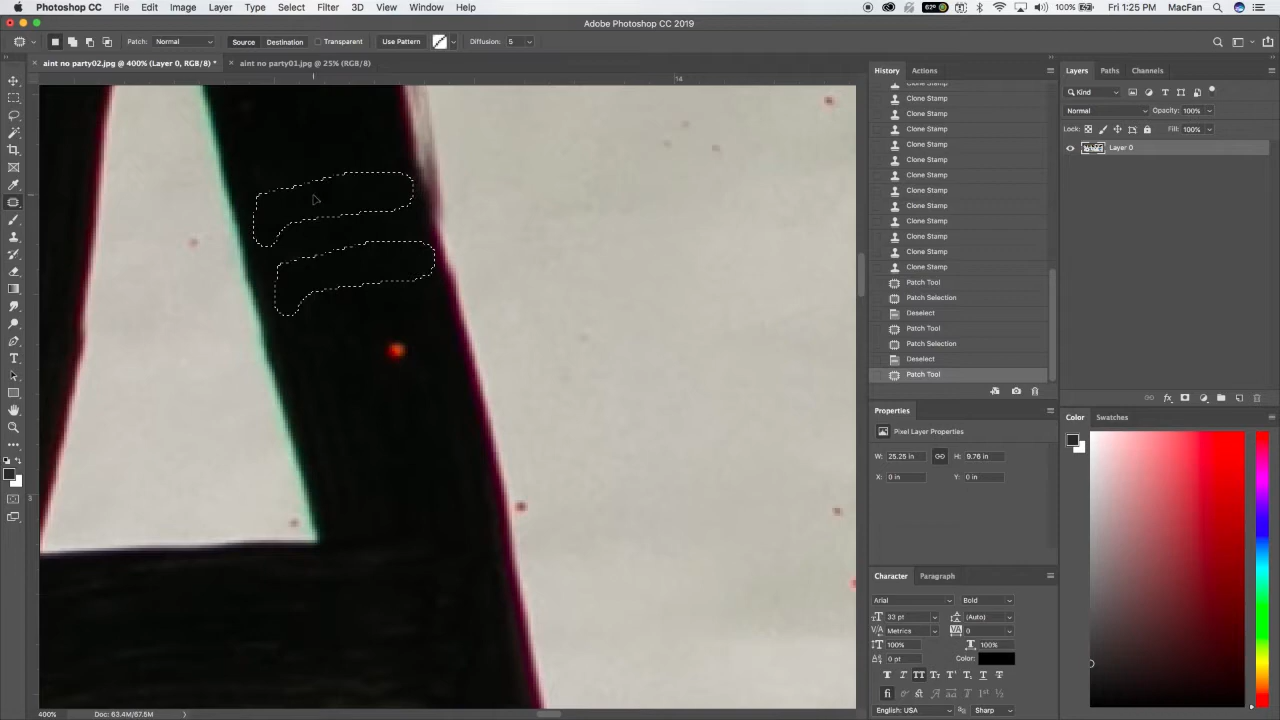 Photoshop CC File Edit Image Layer Type Select Filter 3D View Window Help
62° 100% Fri 1:25 PM MacFan
Adobe Photoshop CC 2019
Patch: Normal Source Destination Transparent Use Pattern Diffusion: 5
× aint no party02.jpg @ 400% (Layer 0, RGB/8) * × aint no party01.jpg @ 25% (RGB/8)
14
3
History Actions
Clone Stamp
Clone Stamp
Clone Stamp
Clone Stamp
Clone Stamp
Clone Stamp
Clone Stamp
Clone Stamp
Clone Stamp
Clone Stamp
Clone Stamp
Clone Stamp
Clone Stamp
Patch Tool
Patch Selection
Deselect
Patch Tool
Patch Selection
Deselect
Patch Tool
Properties
Pixel Layer Properties
W: 25.25 in H: 9.76 in
X: 0 in Y: 0 in
Character Paragraph
Arial Bold
33 pt (Auto)
Metrics 0
100% 100%
0 pt Color:
English: USA Sharp
Layers Paths Channels
Kind
Normal Opacity: 100%
Lock: Fill: 100%
Layer 0
Color Swatches
400% Doc: 63.4M/67.5M